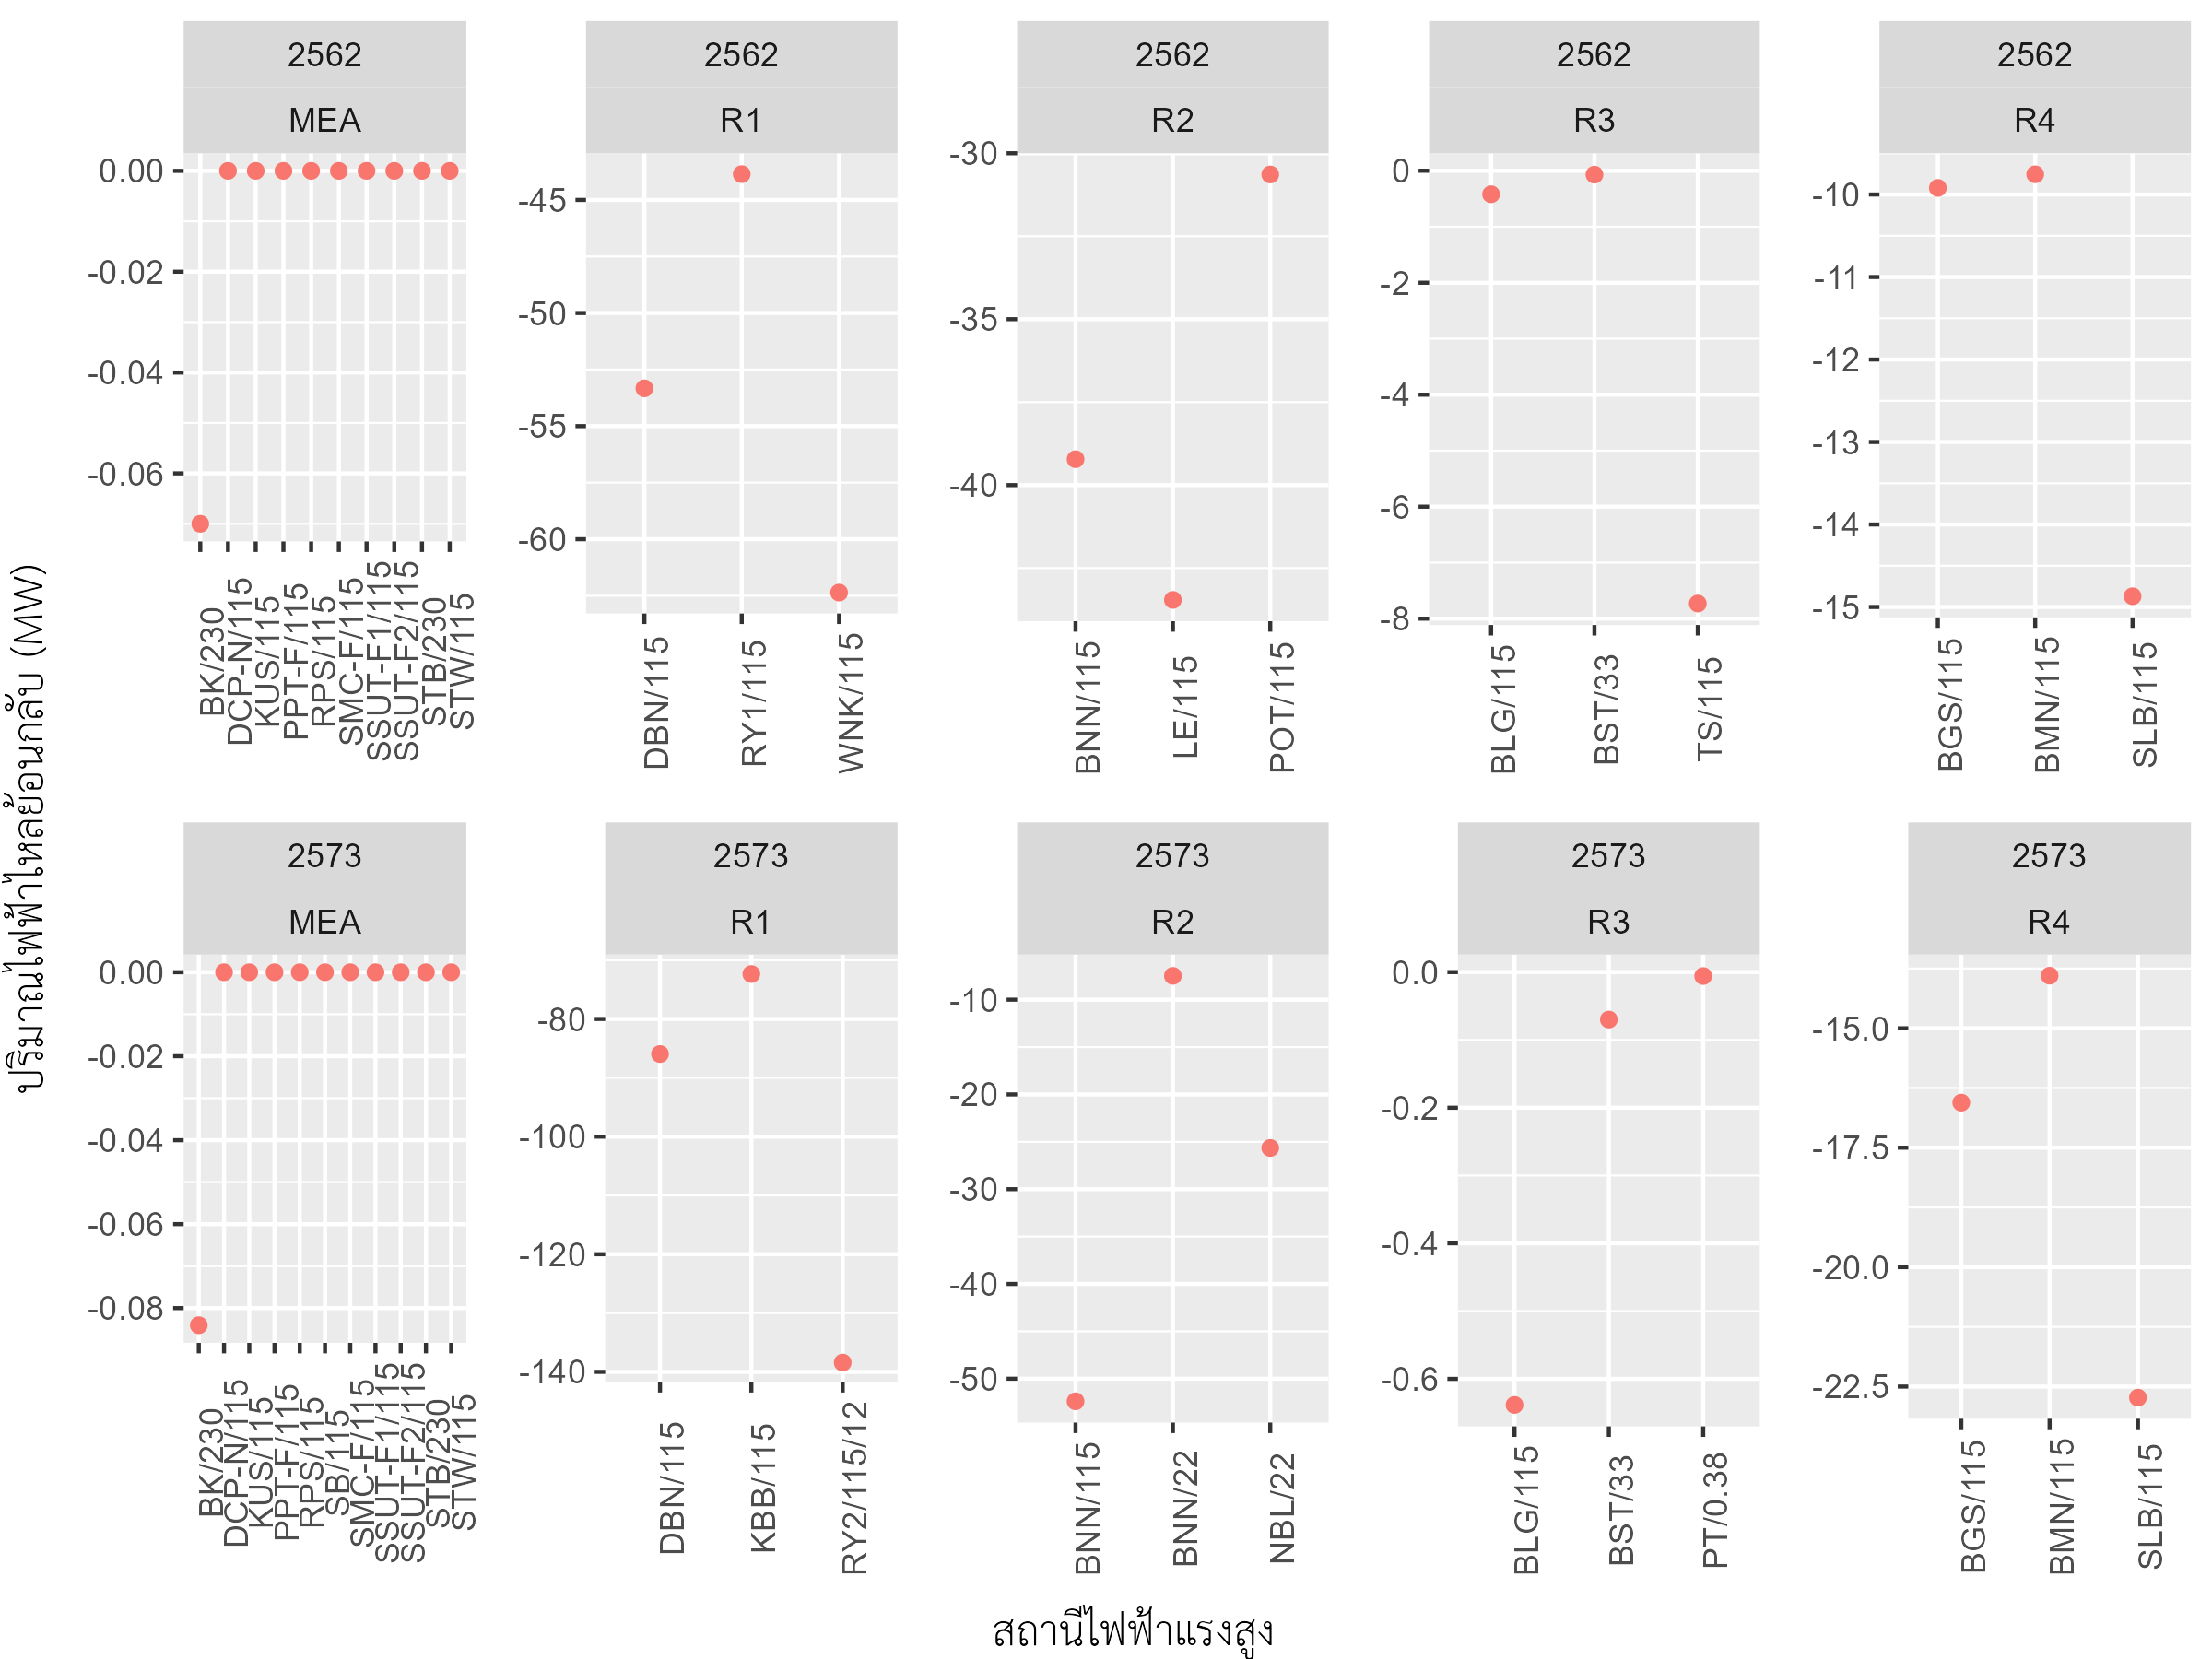 2562 2562 2562 2562 2562
MEA R1 R2 R3 R4
0.00
-0.02
-0.04
-0.06
-45
-50
-55
-60
-30
-35
-40
0
-2
-4
-6
-8
-10
-11
-12
-13
-14
-15
BK/230
DCP-N/115
KUS/115
PPT-F/115
RPS/115
SMC-F/115
SSUT-F1/115
SSUT-F2/115
STB/230
STW/115
DBN/115
RY1/115
WNK/115
BNN/115
LE/115
POT/115
BLG/115
BST/33
TS/115
BGS/115
BMN/115
SLB/115
ปริมาณไฟฟ้าไหลย้อนกลับ (MW)
2573 2573 2573 2573 2573
MEA R1 R2 R3 R4
0.00
-0.02
-0.04
-0.06
-0.08
-80
-100
-120
-140
-10
-20
-30
-40
-50
0.0
-0.2
-0.4
-0.6
-15.0
-17.5
-20.0
-22.5
BK/230
DCP-N/115
KUS/115
PPT-F/115
RPS/115
SB/115
SMC-F/115
SSUT-F1/115
SSUT-F2/115
STB/230
STW/115
DBN/115
KBB/115
RY2/115/12
BNN/115
BNN/22
NBL/22
BLG/115
BST/33
PT/0.38
BGS/115
BMN/115
SLB/115
สถานีไฟฟ้าแรงสูง